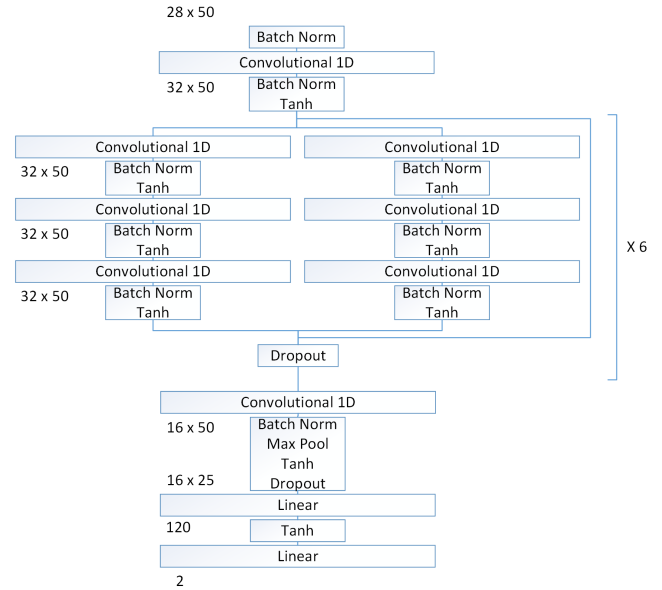 28 x 50
Batch Norm
Convolutional 1D
32 x 50
Batch Norm
Tanh
Convolutional 1D
Convolutional 1D
32 x 50
Batch Norm
Tanh
Batch Norm
Tanh
Convolutional 1D
Convolutional 1D
32 x 50
Batch Norm
Tanh
Batch Norm
Tanh
X 6
Convolutional 1D
Convolutional 1D
32 x 50
Batch Norm
Tanh
Batch Norm
Tanh
Dropout
Convolutional 1D
16 x 50
Batch Norm
Max Pool
Tanh
16 x 25
Dropout
Linear
120
Tanh
Linear
2